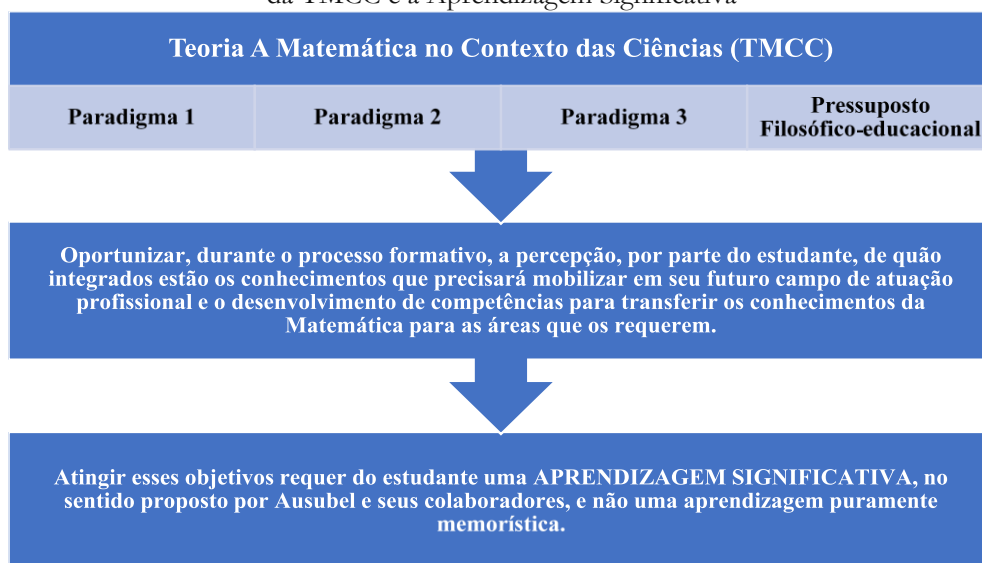 da TMCC e a Aprendizagem Significativa
Teoria A Matemática no Contexto das Ciências (TMCC)
Paradigma 1
Paradigma 2
Paradigma 3
Pressuposto
Filosófico-educacional
Oportunizar, durante o processo formativo, a percepção, por parte do estudante, de quão
integrados estão os conhecimentos que precisará mobilizar em seu futuro campo de atuação
profissional e o desenvolvimento de competências para transferir os conhecimentos da
Matemática para as áreas que os requerem.
Atingir esses objetivos requer do estudante uma APRENDIZAGEM SIGNIFICATIVA, no
sentido proposto por Ausubel e seus colaboradores, e não uma aprendizagem puramente
memorística.